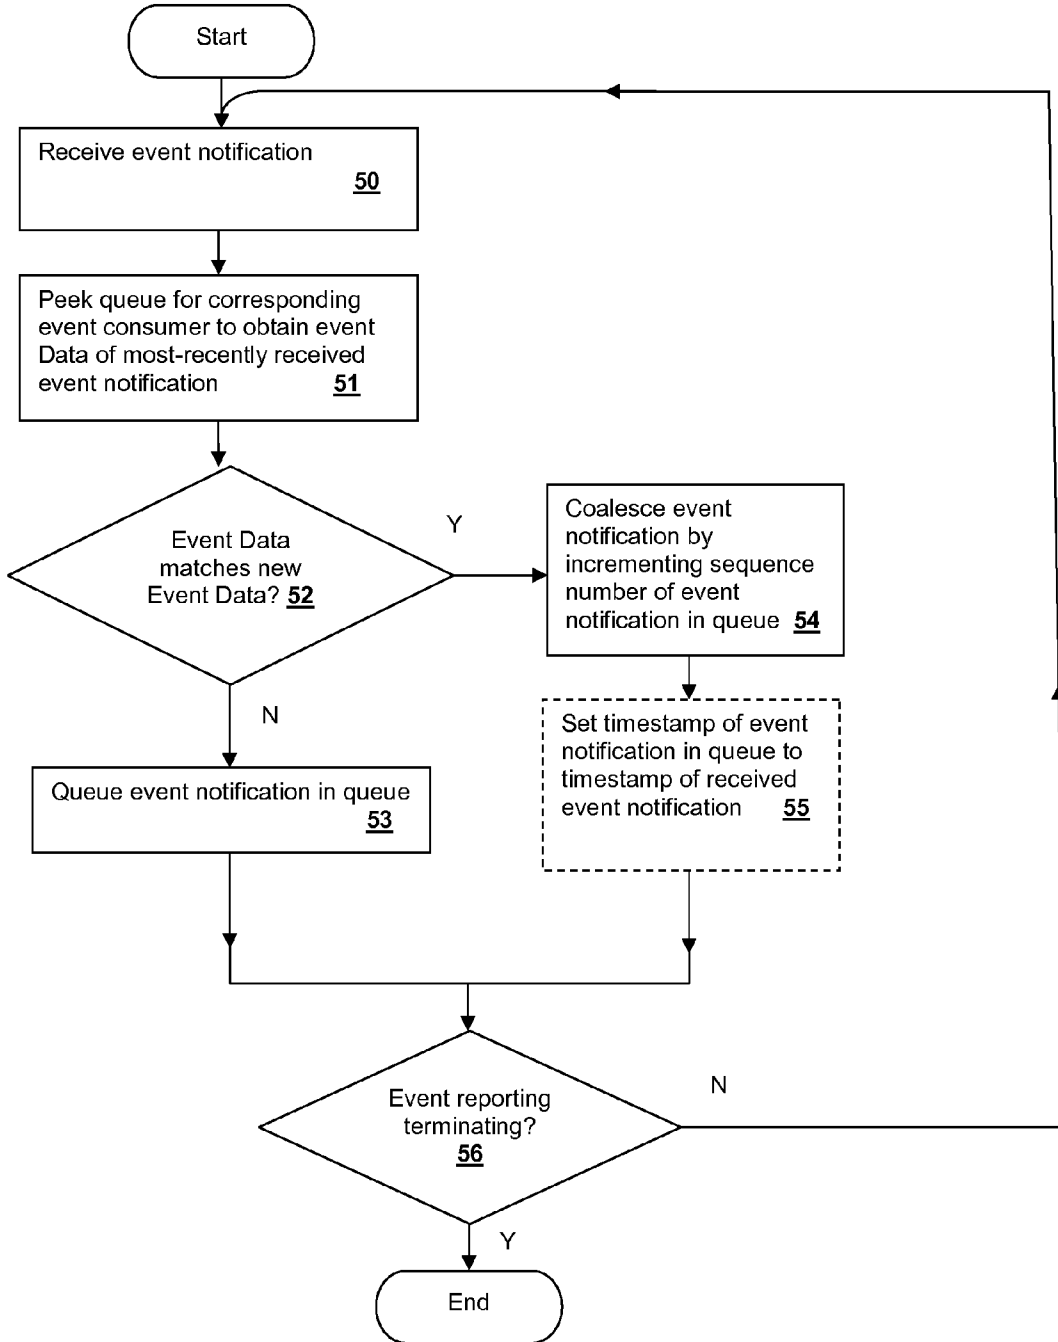 Start
Receive event notification
50
Peek queue for corresponding
event consumer to obtain event
Data of most-recently received
event notification 51
Event Data
matches new
Event Data? 52
Y
Coalesce event
notification by
incrementing sequence
number of event
notification in queue 54
N
Set timestamp of event
notification in queue to
timestamp of received
event notification 55
Queue event notification in queue
53
Event reporting
terminating?
56
N
Y
End